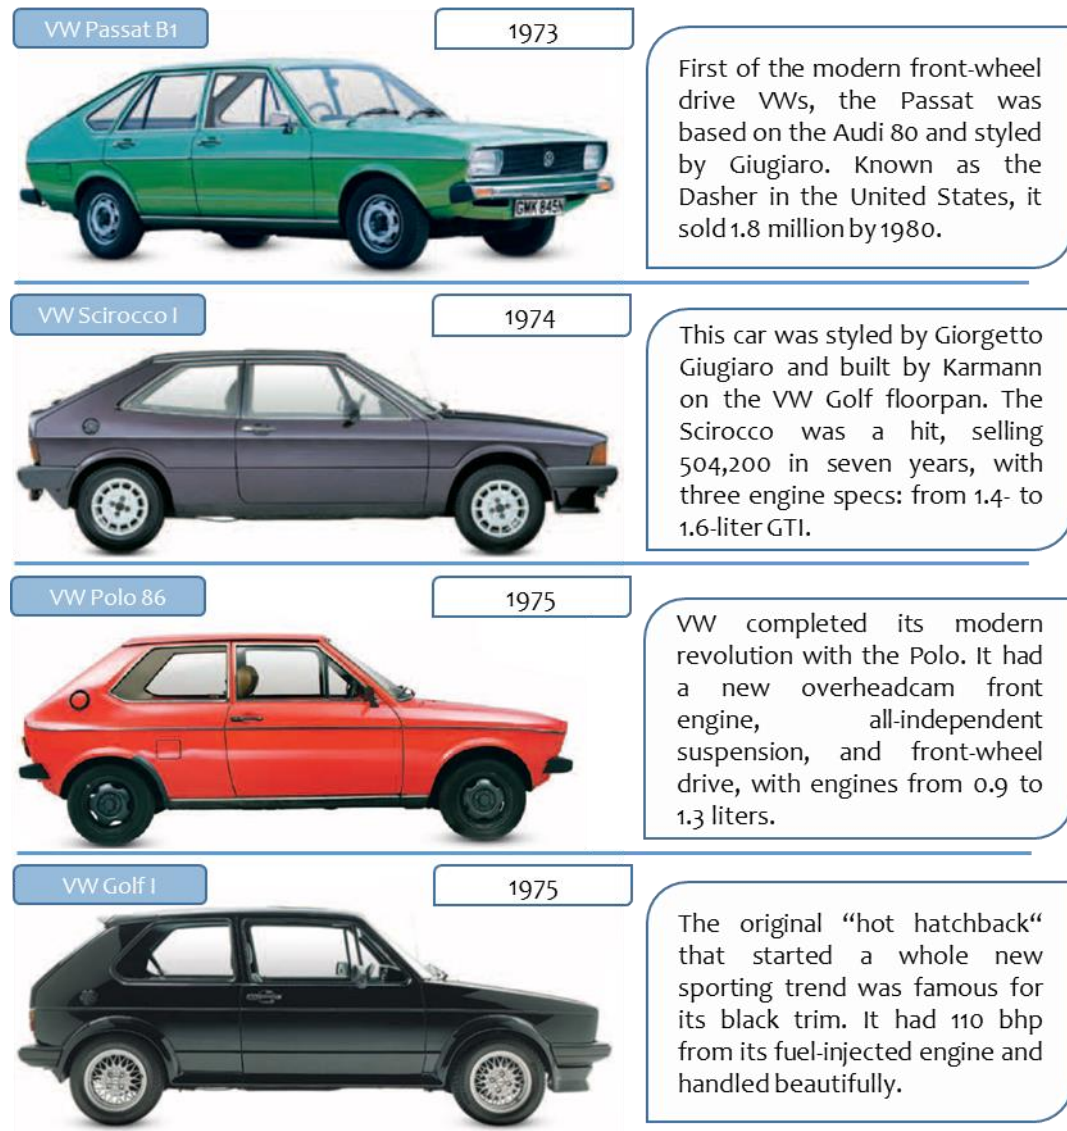 VW Passat B1
1973
First of the modern front-wheel
drive VWs, the Passat was
based on the Audi 80 and styled
by Giugiaro. Known as the
Dasher in the United States, it
sold 1.8 million by 1980.
GMK 845N
VW Scirocco I
1974
This car was styled by Giorgetto
Giugiaro and built by Karmann
on the VW Golf floorpan. The
Scirocco was a hit, selling
504,200 in seven years, with
three engine specs: from 1.4- to
1.6-liter GTI.
VW Polo 86
1975
VW completed its modern
revolution with the Polo. It had
a new overheadcam front
engine, all-independent
suspension, and front-wheel
drive, with engines from 0.9 to
1.3 liters.
VW Golf I
1975
The original “hot hatchback“
that started a whole new
sporting trend was famous for
its black trim. It had 110 bhp
from its fuel-injected engine and
handled beautifully.